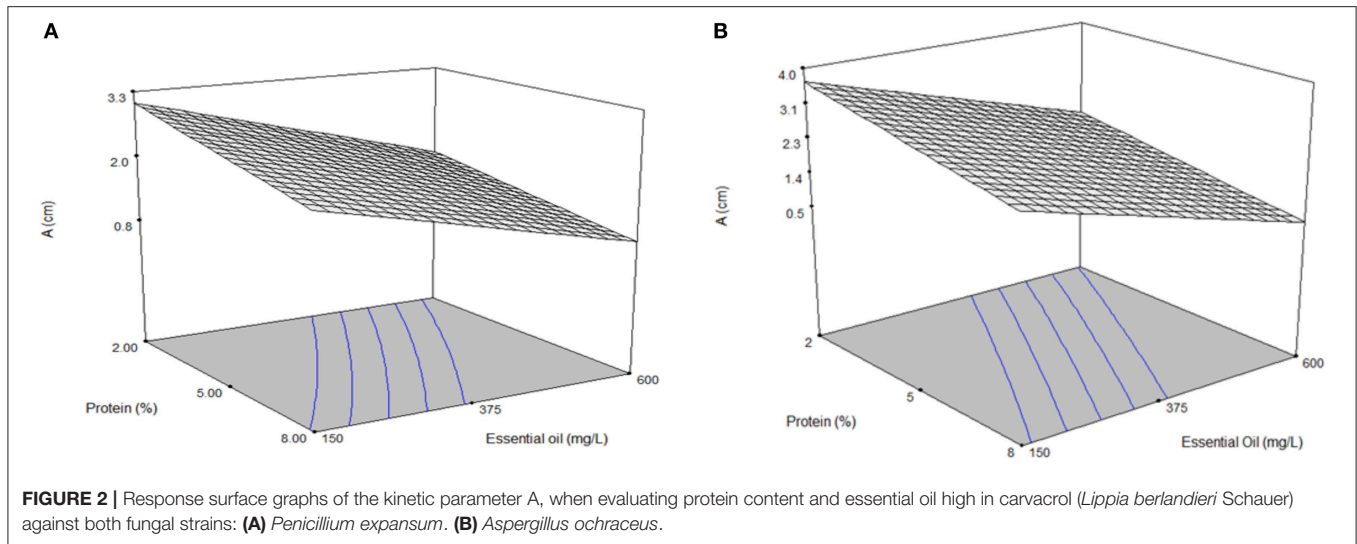 A
3.3
2.0
0.8
A (cm)
2.00
5.00
8.00
Protein (%)
150
375
600
Essential oil (mg/L)
B
4.0
3.1
2.3
1.4
0.5
A (cm)
2
5
8
Protein (%)
150
375
600
Essential Oil (mg/L)
FIGURE 2 | Response surface graphs of the kinetic parameter A, when evaluating protein content and essential oil high in carvacrol (Lippia berlandieri Schauer)
against both fungal strains: (A) Penicillium expansum. (B) Aspergillus ochraceus.